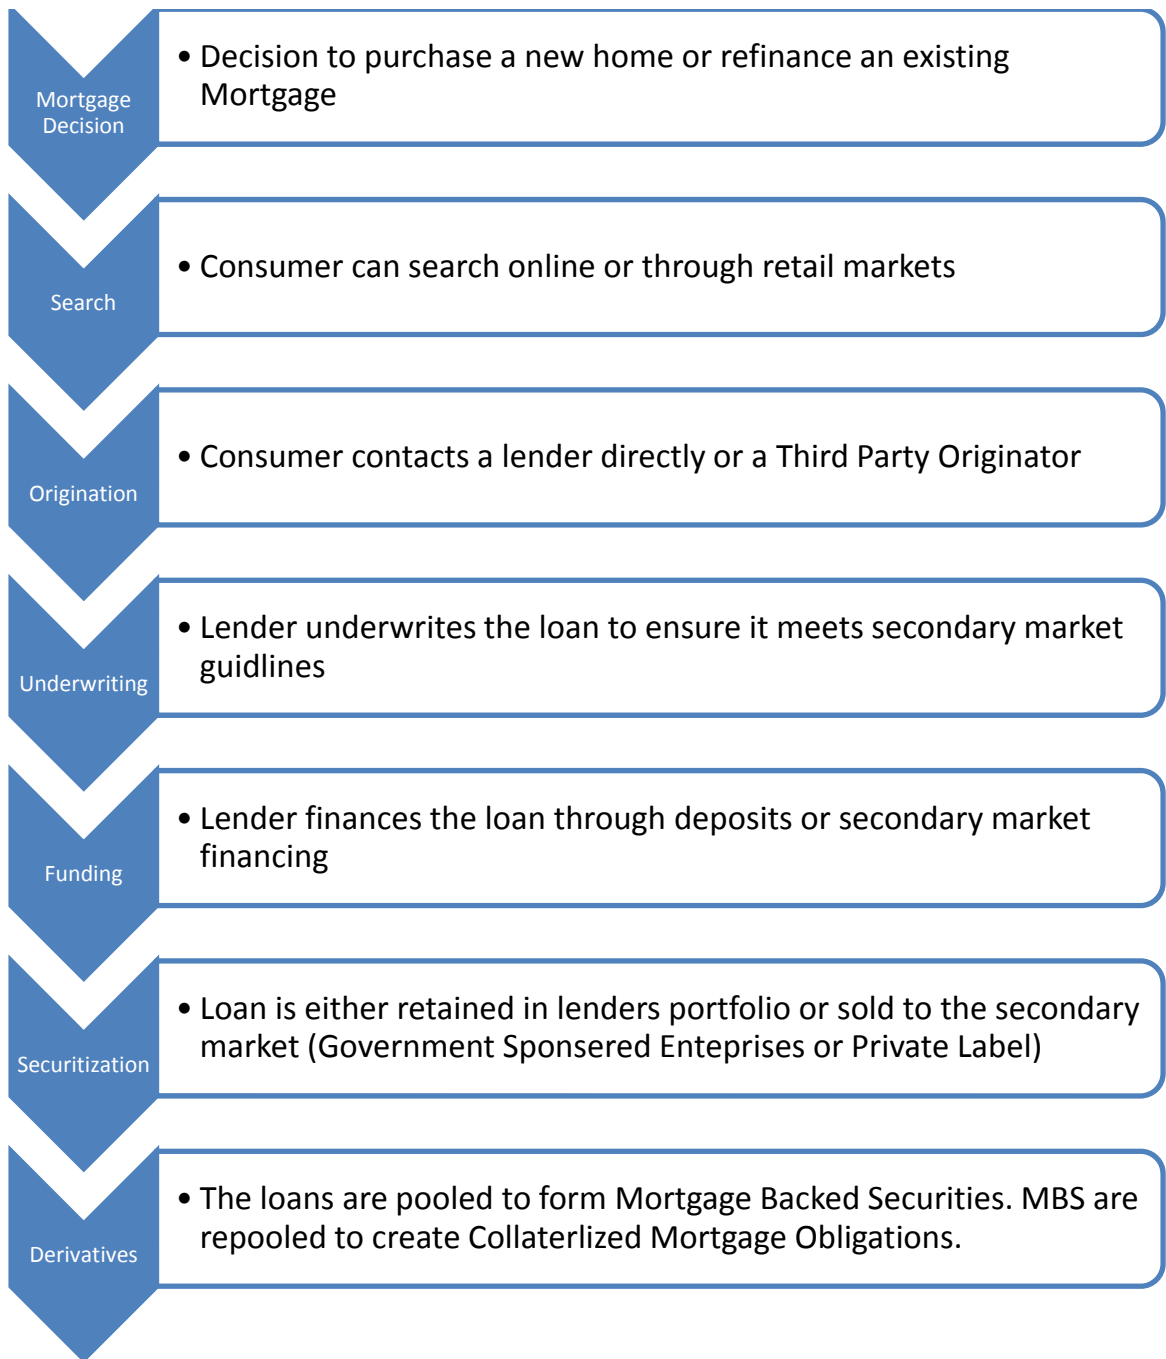 Mortgage
Decision
• Decision to purchase a new home or refinance an existing
Mortgage
Search
• Consumer can search online or through retail markets
Origination
• Consumer contacts a lender directly or a Third Party Originator
Underwriting
• Lender underwrites the loan to ensure it meets secondary market
guidlines
Funding
• Lender finances the loan through deposits or secondary market
financing
Securitization
• Loan is either retained in lenders portfolio or sold to the secondary
market (Government Sponsered Enteprises or Private Label)
Derivatives
• The loans are pooled to form Mortgage Backed Securities. MBS are
repooled to create Collaterlized Mortgage Obligations.